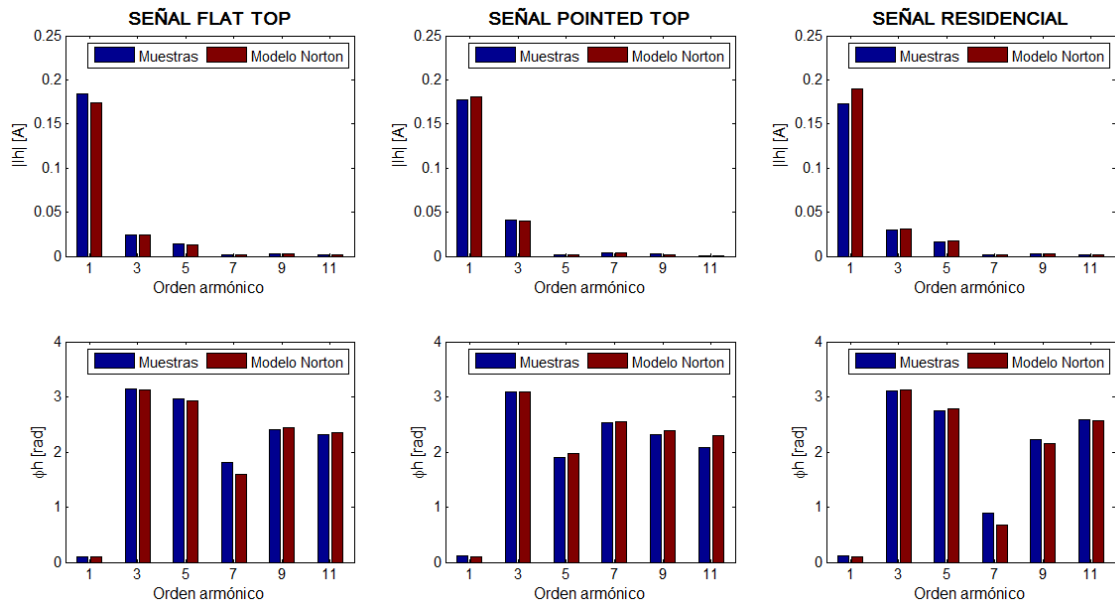 SEÑAL FLAT TOP
0.25
0.2
0.15
0.1
0.05
0
|Ih| [A]
Muestras
Modelo Norton
1 3 5 7 9 11
Orden armónico
SEÑAL POINTED TOP
0.25
0.2
0.15
0.1
0.05
0
|Ih| [A]
Muestras
Modelo Norton
1 3 5 7 9 11
Orden armónico
SEÑAL RESIDENCIAL
0.25
0.2
0.15
0.1
0.05
0
|Ih| [A]
Muestras
Modelo Norton
1 3 5 7 9 11
Orden armónico
4
3
2
1
0
ϕh [rad]
Muestras
Modelo Norton
1 3 5 7 9 11
Orden armónico
4
3
2
1
0
ϕh [rad]
Muestras
Modelo Norton
1 3 5 7 9 11
Orden armónico
4
3
2
1
0
ϕh [rad]
Muestras
Modelo Norton
1 3 5 7 9 11
Orden armónico